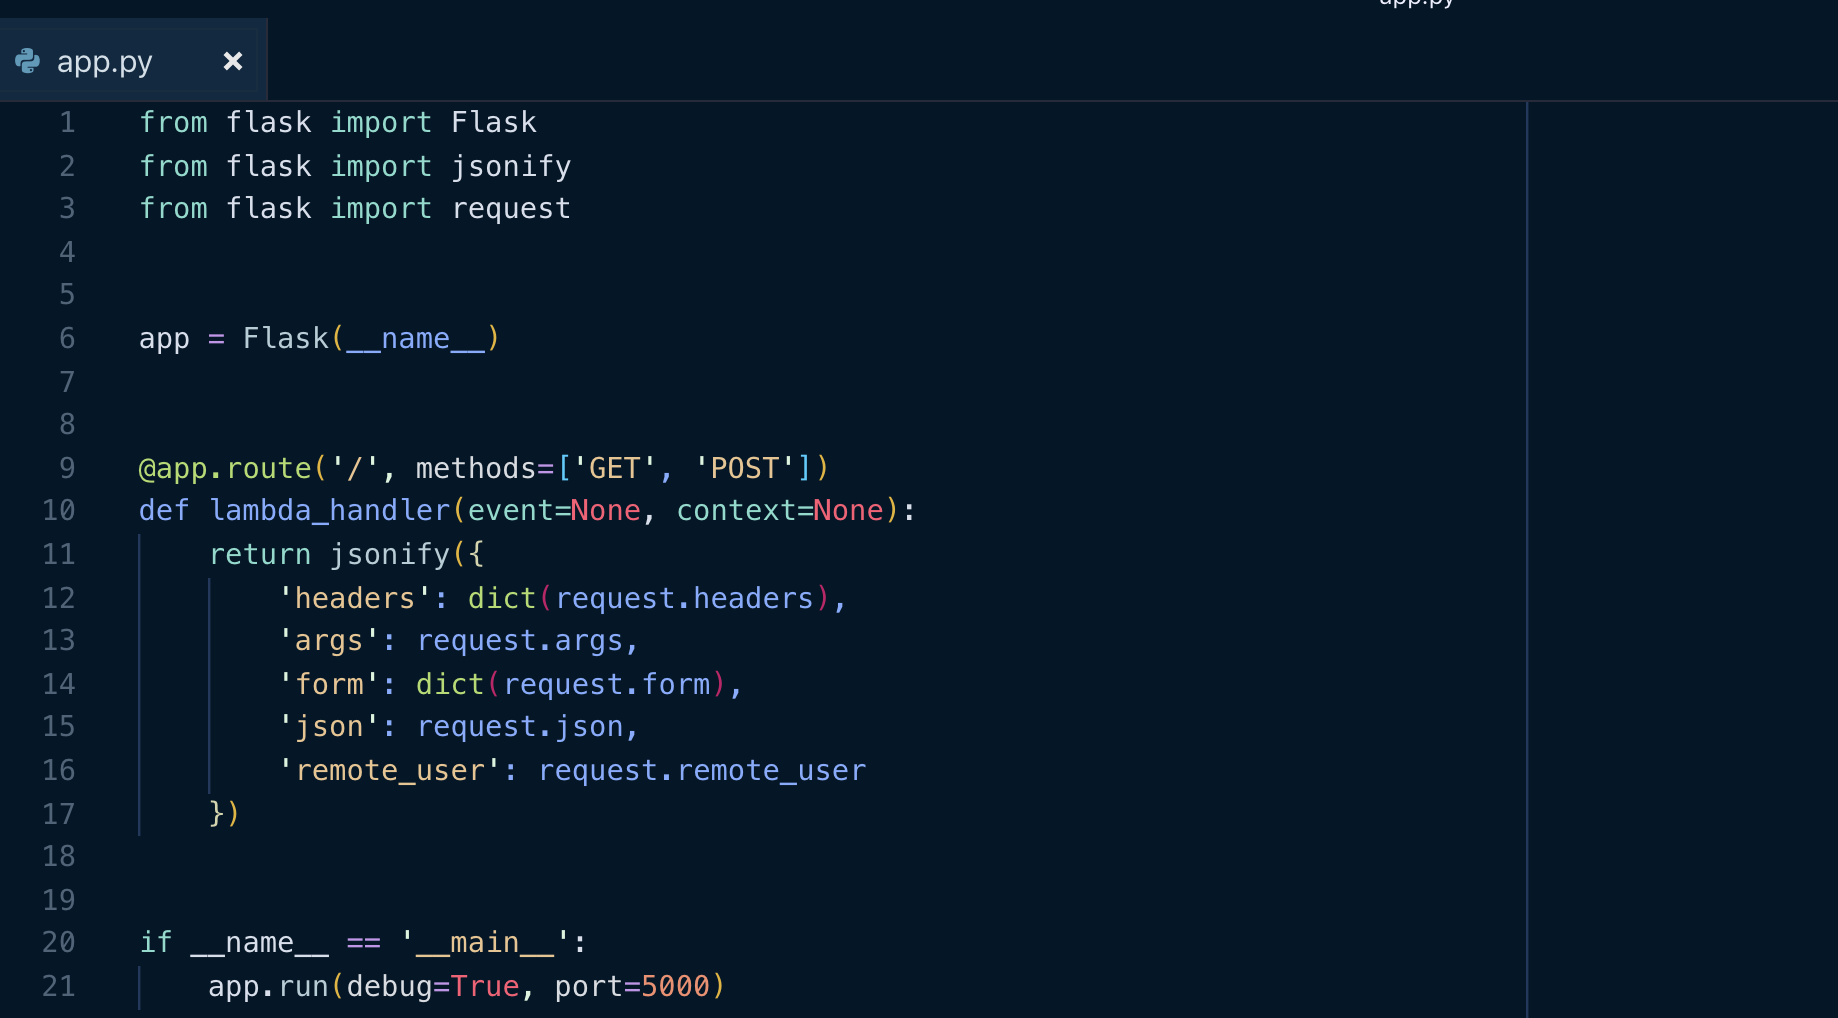 app.py
app.py
1 from flask import Flask
2 from flask import jsonify
3 from flask import request
4
5
6 app = Flask(__name__)
7
8
9 @app.route('/', methods=['GET', 'POST'])
10 def lambda_handler(event=None, context=None):
11     return jsonify({
12         'headers': dict(request.headers),
13         'args': request.args,
14         'form': dict(request.form),
15         'json': request.json,
16         'remote_user': request.remote_user
17     })
18
19
20 if __name__ == '__main__':
21     app.run(debug=True, port=5000)